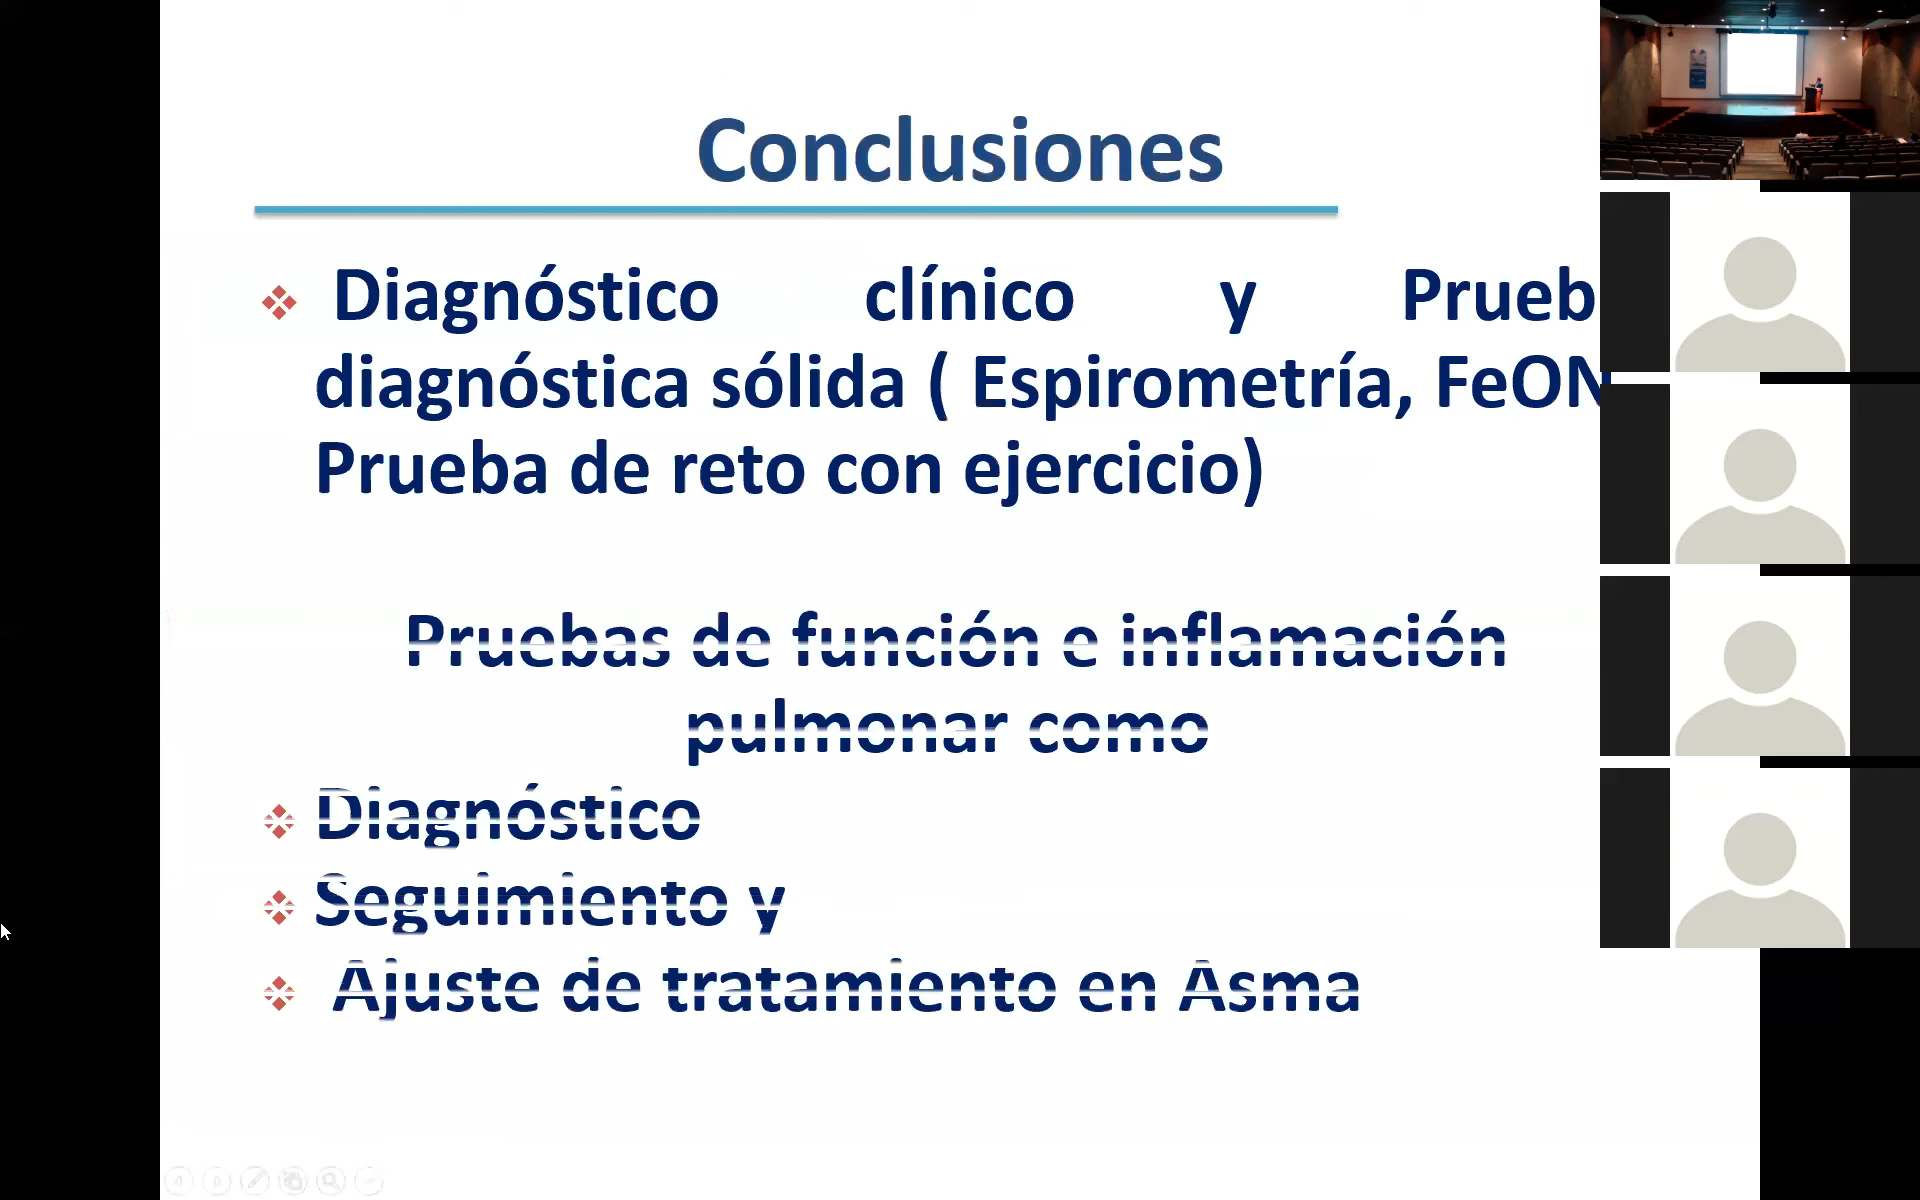 Conclusiones
Diagnóstico clínico y Prueb
diagnóstica sólida ( Espirometría, FeON
Prueba de reto con ejercicio)
Pruebas de función e inflamación
pulmonar como
Diagnóstico
Seguimiento y
Ajuste de tratamiento en Asma